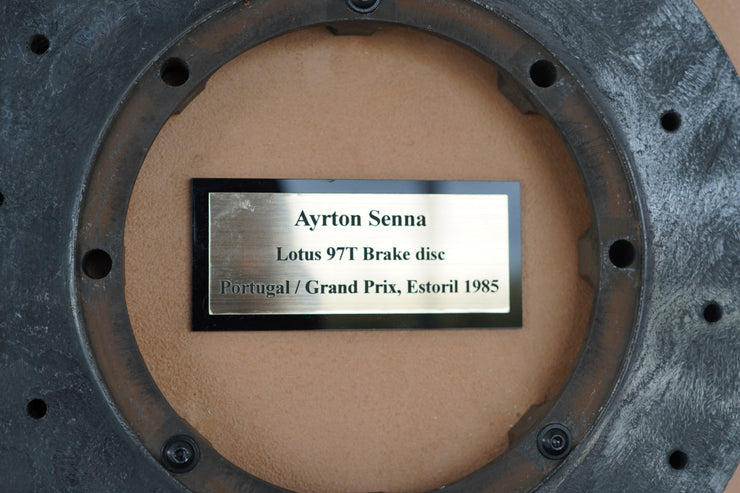 Ayrton Senna
Lotus 97T Brake disc
Portugal / Grand Prix, Estoril 1985